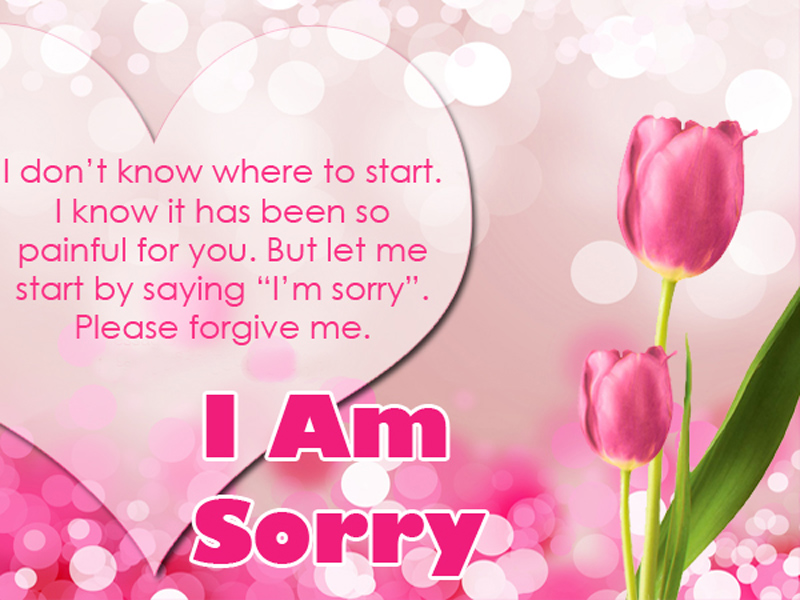 I don’t know where to start.
I know it has been so
painful for you. But let me
start by saying “I’m sorry”.
Please forgive me.
I Am
Sorry